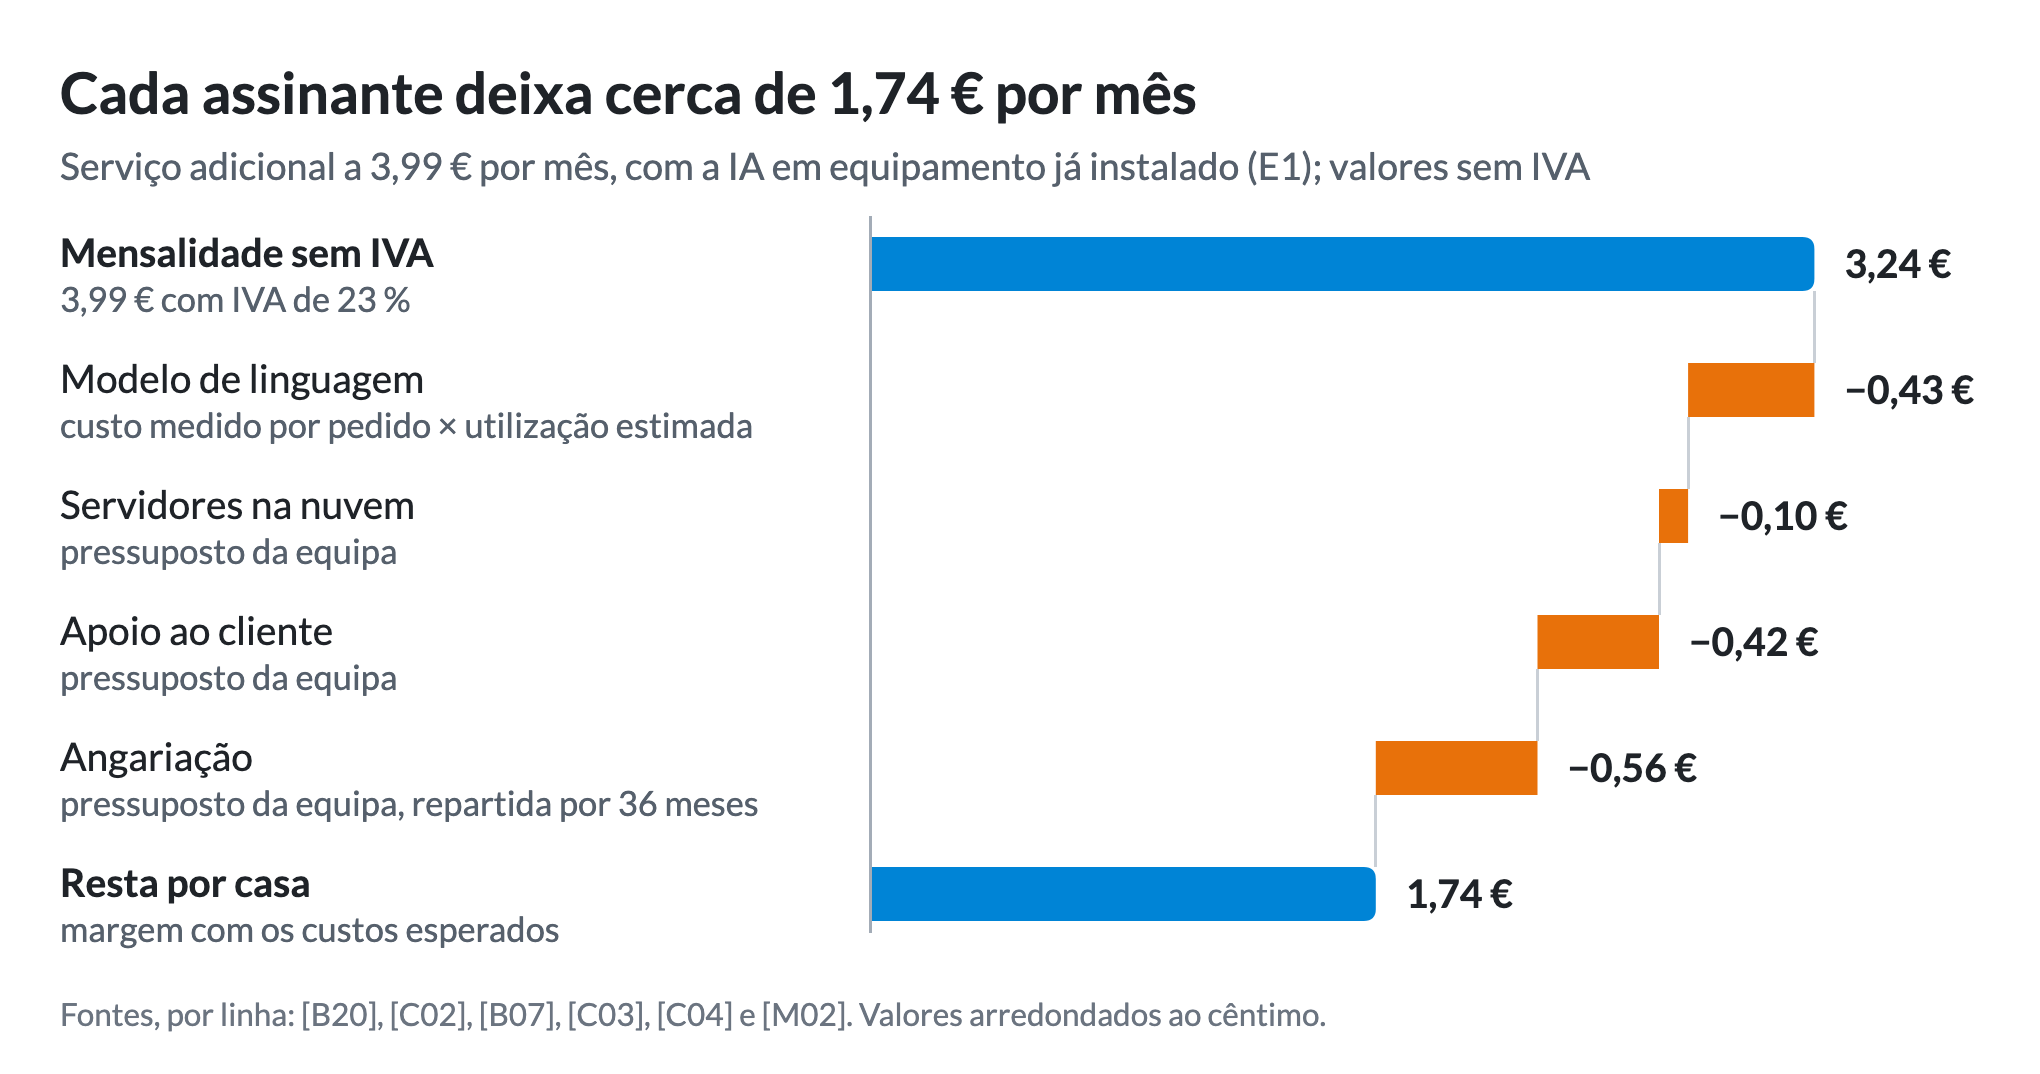 Cada assinante deixa cerca de 1,74 € por mês
Serviço adicional a 3,99 € por mês, com a IA em equipamento já instalado (E1); valores sem IVA
Mensalidade sem IVA
3,99 € com IVA de 23 %
3,24 €
Modelo de linguagem
custo medido por pedido × utilização estimada
−0,43 €
Servidores na nuvem
pressuposto da equipa
−0,10 €
Apoio ao cliente
pressuposto da equipa
−0,42 €
Angariação
pressuposto da equipa, repartida por 36 meses
−0,56 €
Resta por casa
margem com os custos esperados
1,74 €
Fontes, por linha: [B20], [C02], [B07], [C03], [C04] e [M02]. Valores arredondados ao cêntimo.